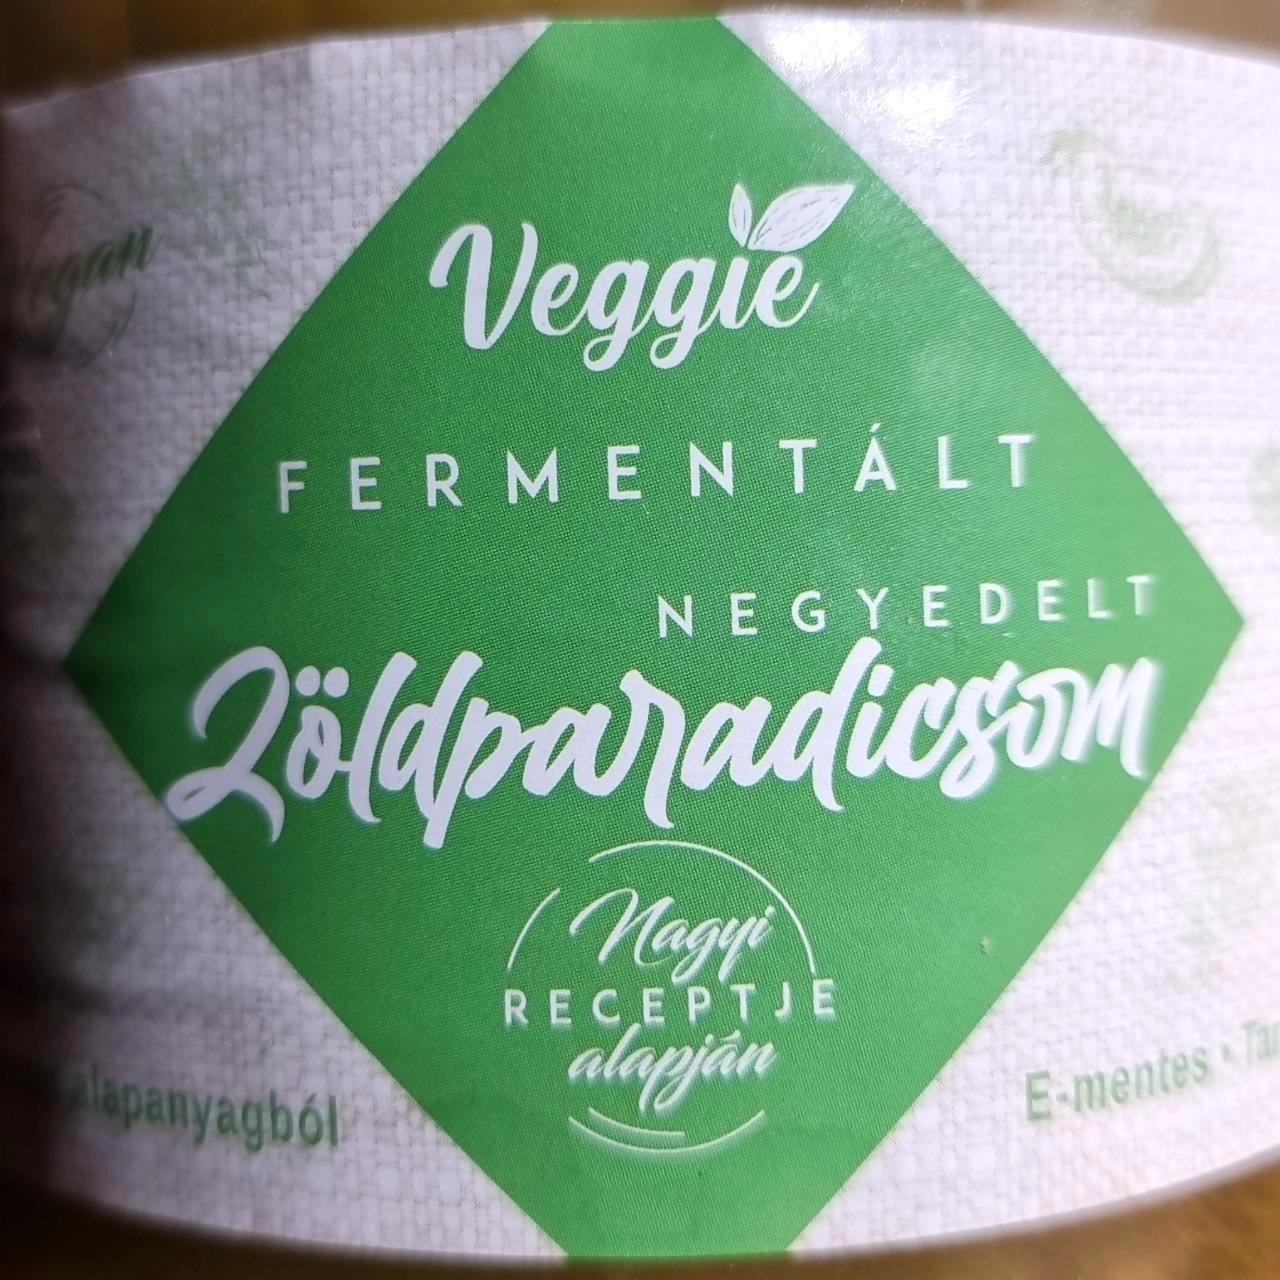 Veggie
FERMENTÁLT
NEGYEDELT
Zöldparadicsom
Nagyi
RECEPTJE
alapján
alapanyagból
E-mentes •